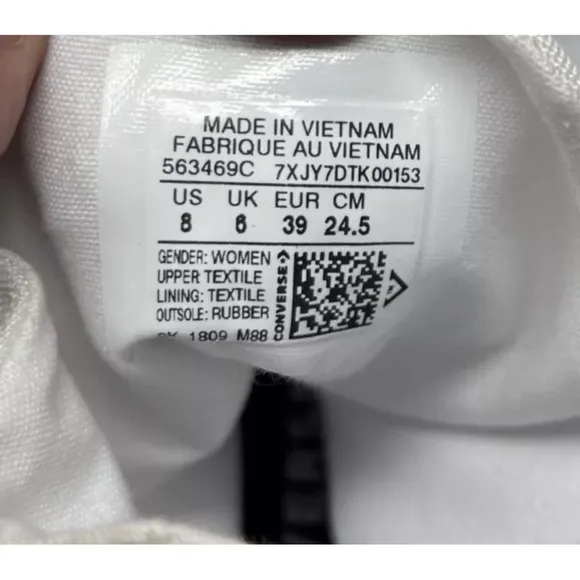 MADE IN VIETNAM
FABRIQUE AU VIETNAM
563469C 7XJY7DTK00153
US UK EUR CM
8 6 39 24.5
GENDER: WOMEN
UPPER TEXTILE
LINING: TEXTILE
OUTSOLE: RUBBER
1809 M88
CONVERSE